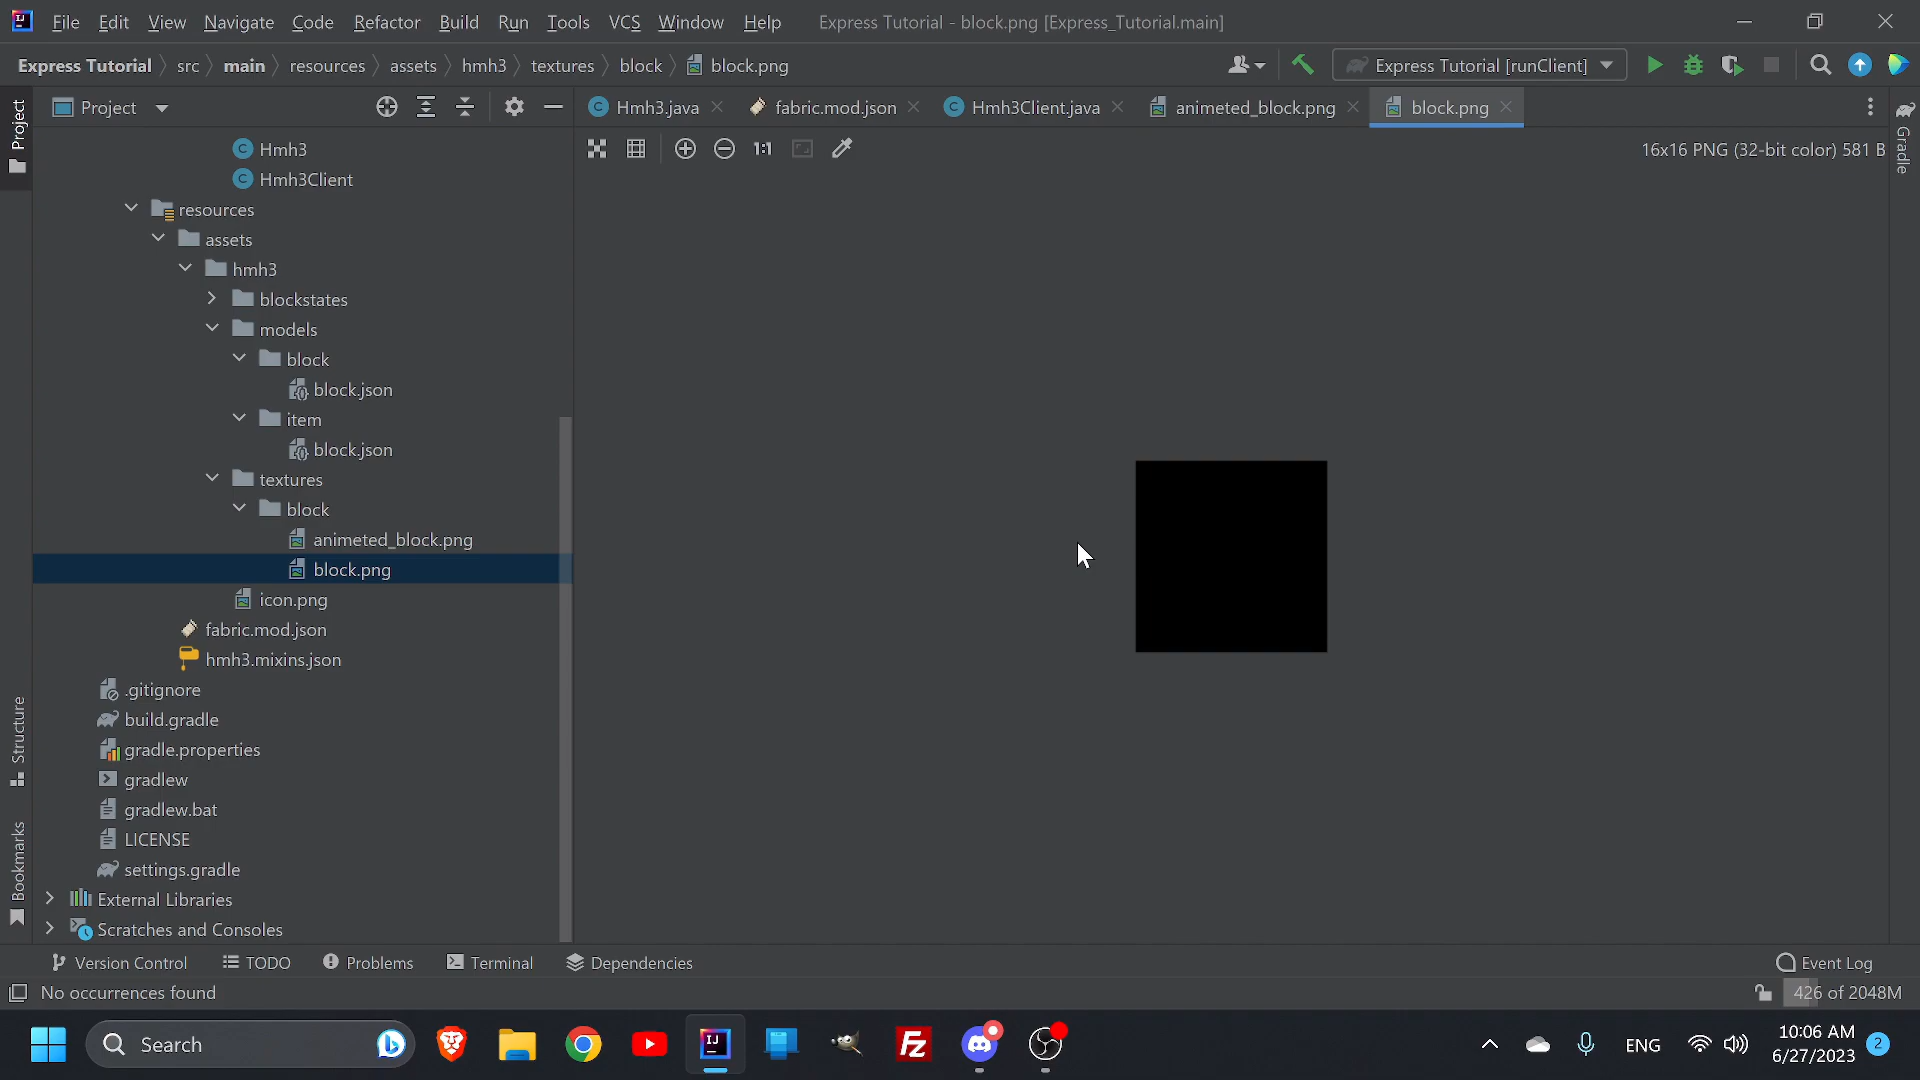 File Edit View Navigate Code Refactor Build Run Tools VCS Window Help Express Tutorial - block.png [Express_Tutorial.main]
Express Tutorial src main resources assets hmh3 textures block block.png Express Tutorial [runClient]
Project
Project
Hmh3.java fabric.mod.json Hmh3Client.java animeted_block.png block.png
Gradle
1:1
16x16 PNG (32-bit color) 581 B
Hmh3
Hmh3Client
resources
assets
hmh3
blockstates
models
block
block.json
item
block.json
textures
block
animeted_block.png
block.png
icon.png
fabric.mod.json
hmh3.mixins.json
.gitignore
build.gradle
gradle.properties
gradlew
gradlew.bat
LICENSE
settings.gradle
External Libraries
Scratches and Consoles
Structure
Bookmarks
Version Control TODO Problems Terminal Dependencies Event Log
No occurrences found 426 of 2048M
Search IJ Fz ENG 10:06 AM
6/27/2023 2